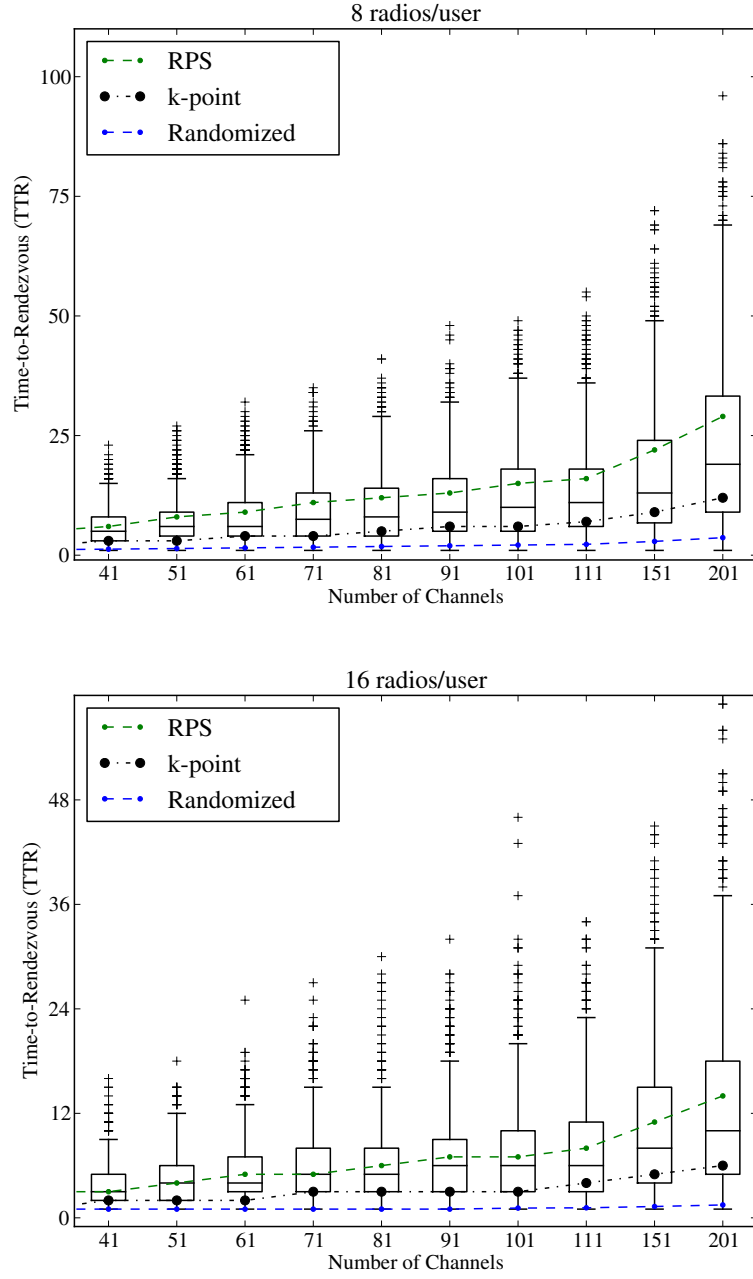 8 radios/user
100
75
50
25
0
Time-to-Rendezvous (TTR)
RPS
k-point
Randomized
41 51 61 71 81 91 101 111 151 201
Number of Channels
16 radios/user
48
36
24
12
0
Time-to-Rendezvous (TTR)
RPS
k-point
Randomized
41 51 61 71 81 91 101 111 151 201
Number of Channels